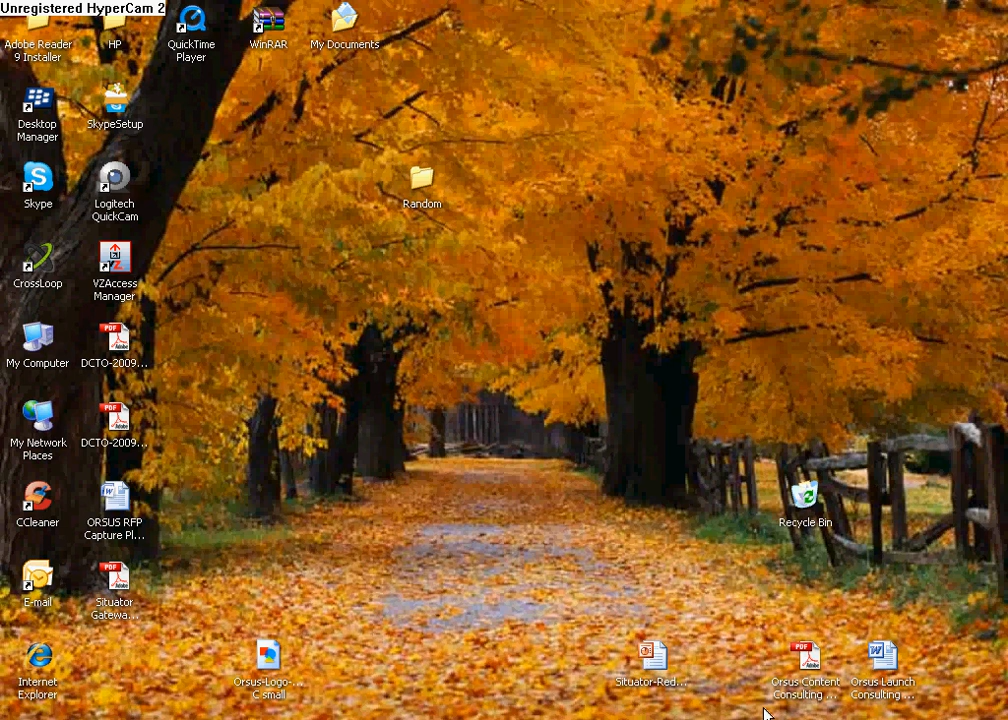 Unregistered HyperCam 2
Adobe Reader
9 Installer
HP
QuickTime
Player
WinRAR
My Documents
Desktop
Manager
SkypeSetup
Skype
Logitech
QuickCam
Random
CrossLoop
VZAccess
Manager
My Computer
DCTO-2009...
My Network
Places
DCTO-2009...
CCleaner
ORSUS RFP
Capture Pl...
Recycle Bin
E-mail
Situator
Gatewa...
Internet
Explorer
Orsus-Logo-...
C small
Situator-Red...
Orsus Content
Consulting ...
Orsus Launch
Consulting ...